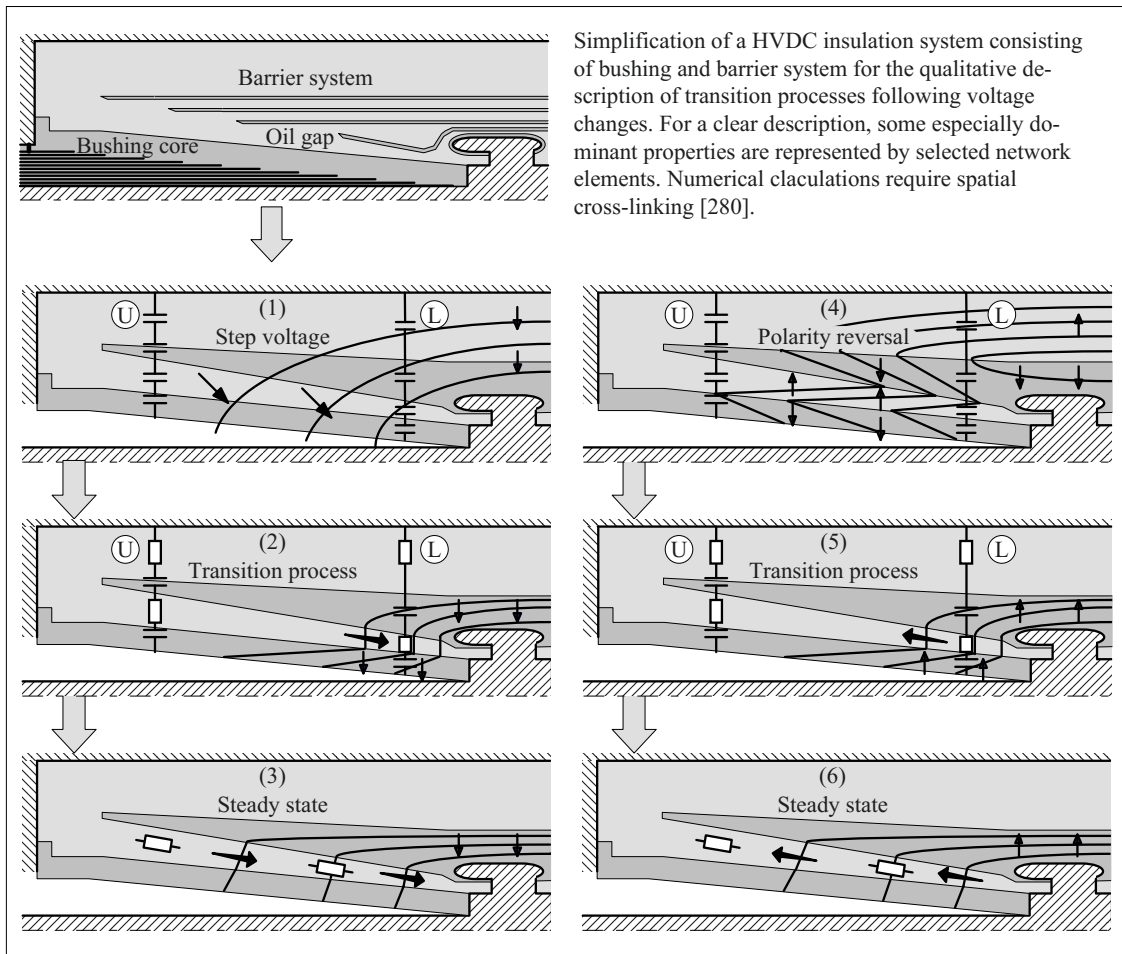 Barrier system
Oil gap
Bushing core
Simplification of a HVDC insulation system consisting
of bushing and barrier system for the qualitative de-
scription of transition processes following voltage
changes. For a clear description, some especially do-
minant properties are represented by selected network
elements. Numerical claculations require spatial
cross-linking [280].
U
(1)
L
Step voltage
U
(4)
L
Polarity reversal
U
(2)
L
Transition process
U
(5)
L
Transition process
(3)
Steady state
(6)
Steady state